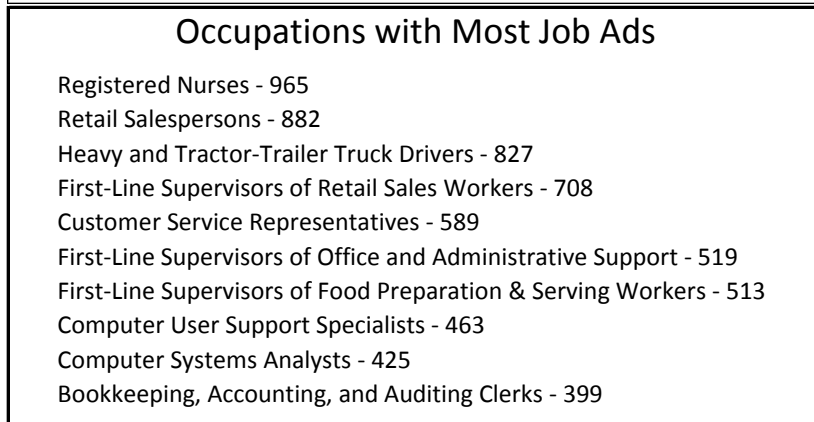 Occupations with Most Job Ads
Registered Nurses - 965
Retail Salespersons - 882
Heavy and Tractor-Trailer Truck Drivers - 827
First-Line Supervisors of Retail Sales Workers - 708
Customer Service Representatives - 589
First-Line Supervisors of Office and Administrative Support - 519
First-Line Supervisors of Food Preparation & Serving Workers - 513
Computer User Support Specialists - 463
Computer Systems Analysts - 425
Bookkeeping, Accounting, and Auditing Clerks - 399